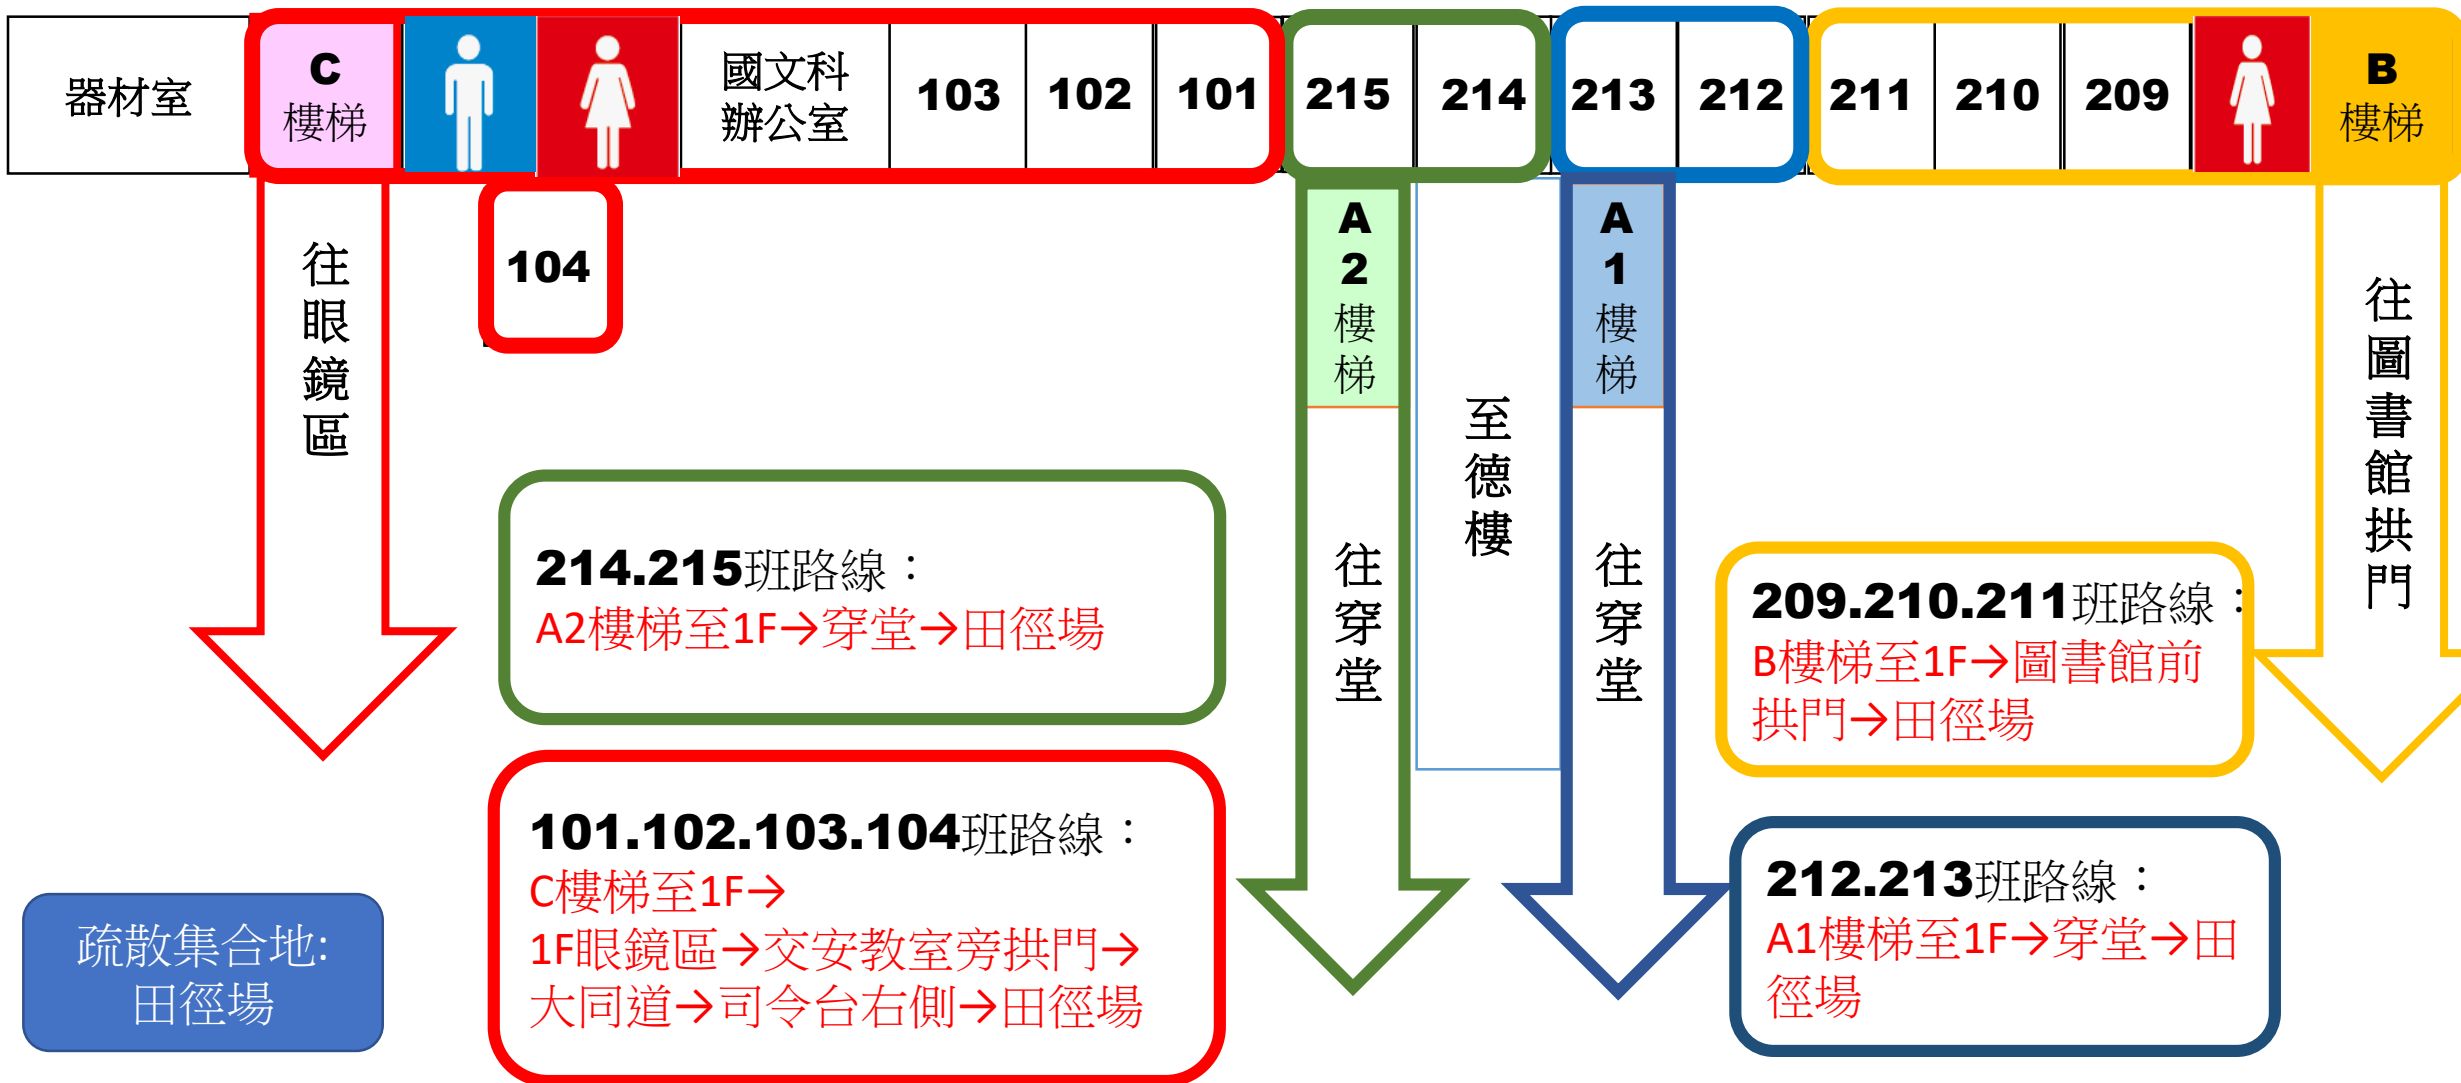 器材室
C
樓梯
國文科
辦公室
103
102
101
215
214
213
212
211
210
209
B
樓梯
104
往
眼
鏡
區
A
2
樓
梯
往
穿
堂
至
德
樓
A
1
樓
梯
往
穿
堂
往
圖
書
館
拱
門
214.215班路線：
A2樓梯至1F→穿堂→田徑場
209.210.211班路線：
B樓梯至1F→圖書館前
拱門→田徑場
101.102.103.104班路線：
C樓梯至1F→
1F眼鏡區→交安教室旁拱門→
大同道→司令台右側→田徑場
212.213班路線：
A1樓梯至1F→穿堂→田
徑場
疏散集合地:
田徑場